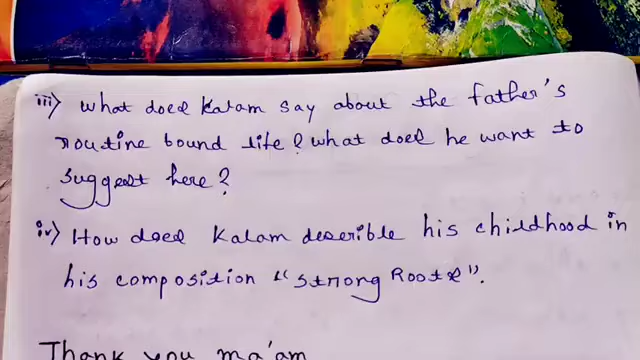 iii) What does Kalam say about the father's
routine bound life? What does he want to
suggest here?
iv) How does Kalam describle his childhood in
his composition "Strong Roots".
Thank you ma'am